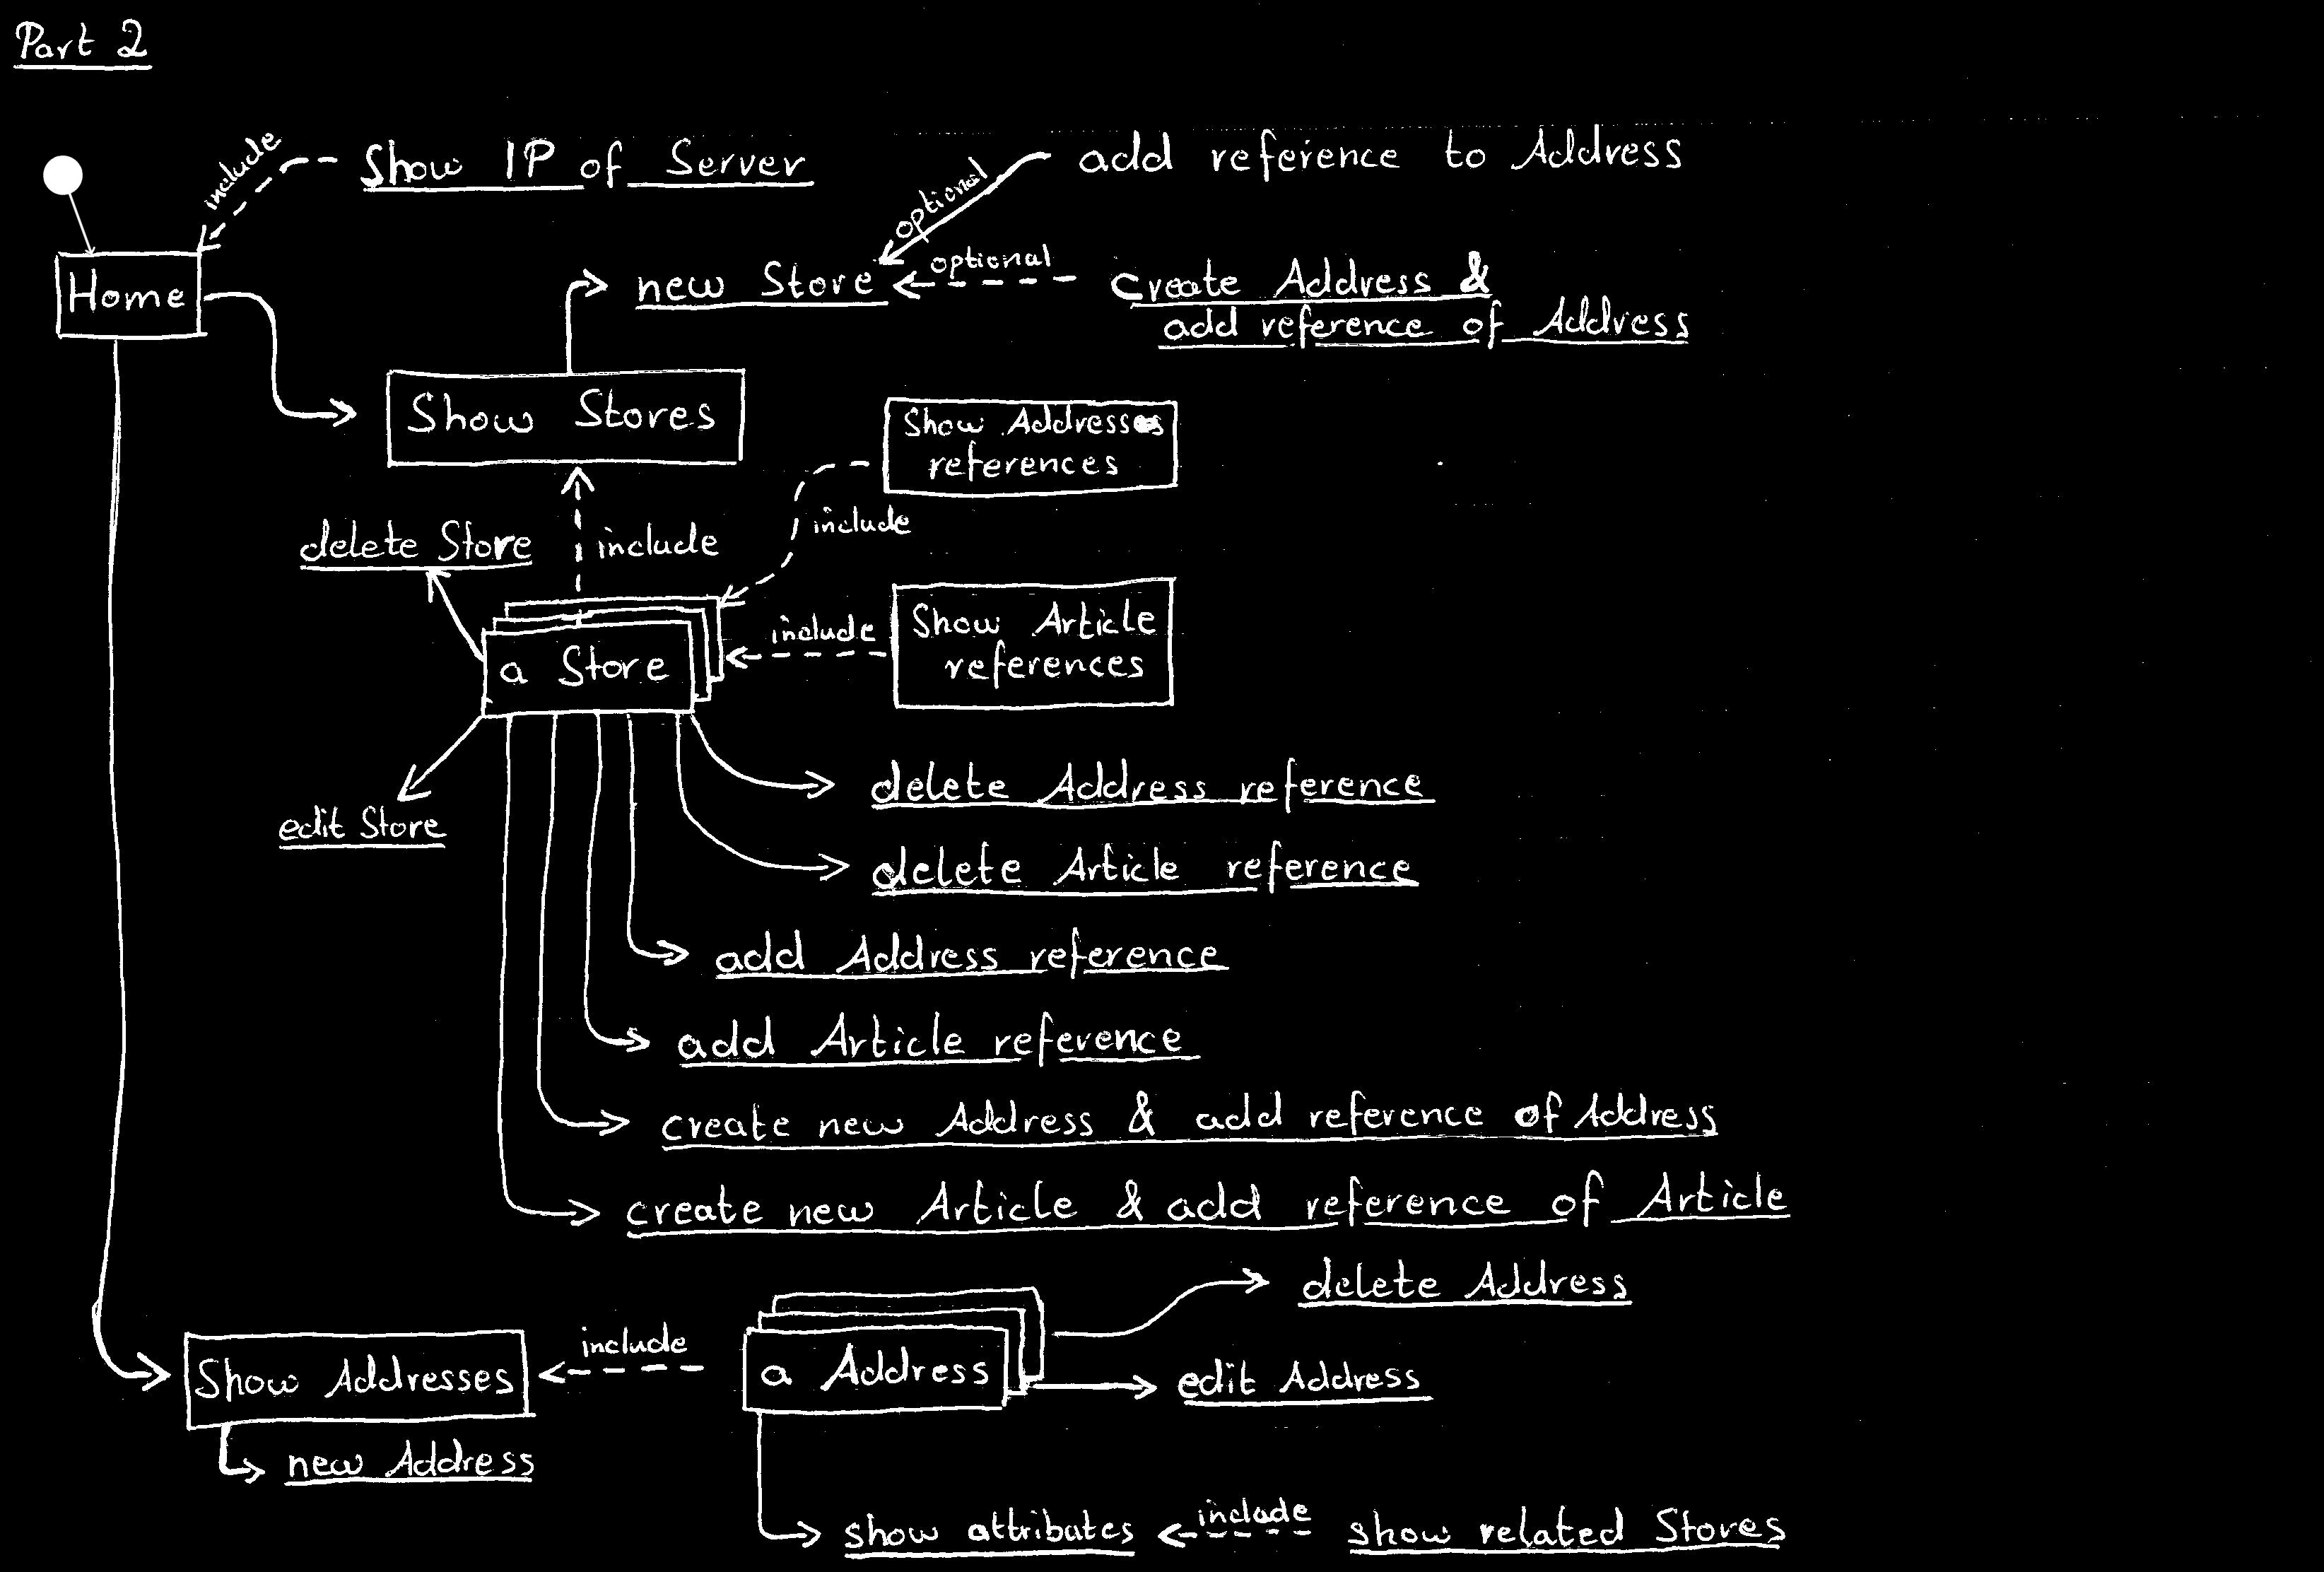 Part 2
include
Show IP of Server
optional
add reference to Address
Home
new Store
optional
create Address &
add reference of Address
Show Stores
Show Addresses
references
delete Store
include
include
a Store
include
Show Article
references
edit Store
delete Address reference
delete Article reference
add Address reference
add Article reference
create new Address & add reference of Address
create new Article & add reference of Article
delete Address
Show Addresses
include
a Address
edit Address
new Address
show attributes
include
show related Stores